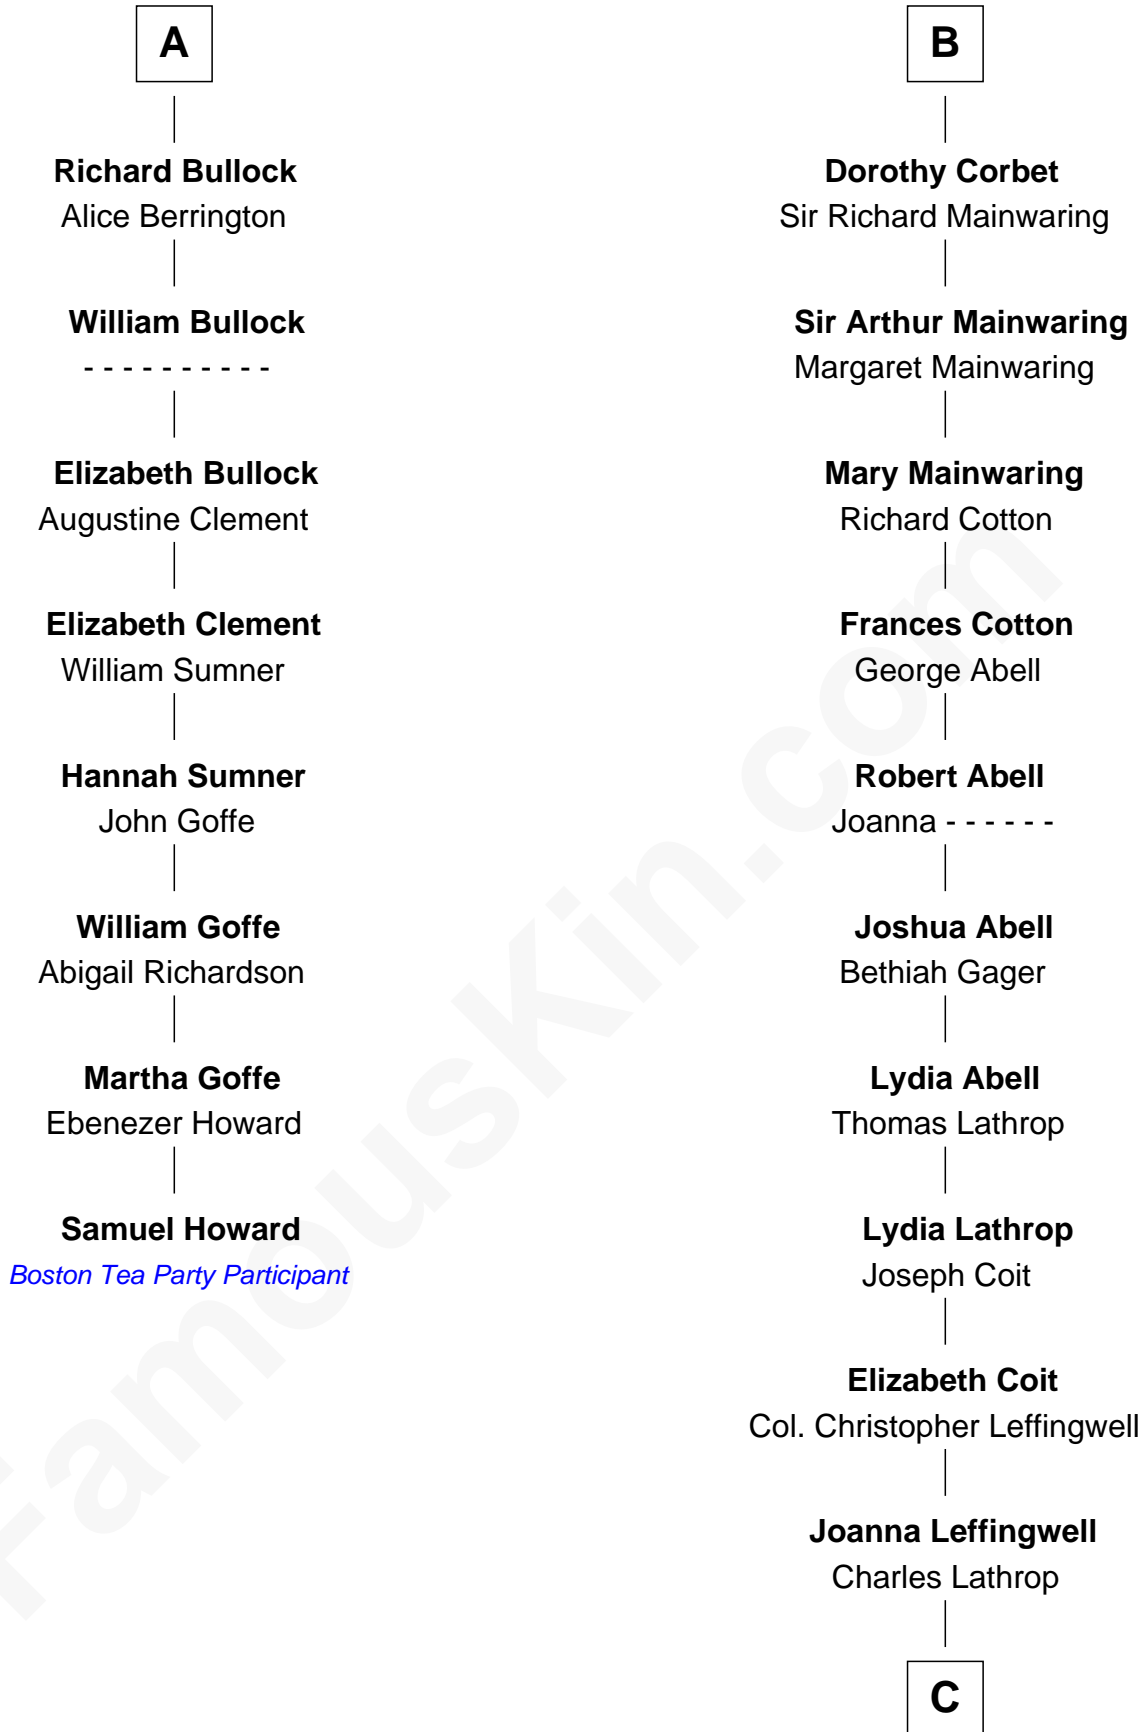 A
Richard Bullock
Alice Berrington
William Bullock
- - - - - - - - - -
Elizabeth Bullock
Augustine Clement
Elizabeth Clement
William Sumner
Hannah Sumner
John Goffe
William Goffe
Abigail Richardson
Martha Goffe
Ebenezer Howard
Samuel Howard
Boston Tea Party Participant
B
Dorothy Corbet
Sir Richard Mainwaring
Sir Arthur Mainwaring
Margaret Mainwaring
Mary Mainwaring
Richard Cotton
Frances Cotton
George Abell
Robert Abell
Joanna - - - - - -
Joshua Abell
Bethiah Gager
Lydia Abell
Thomas Lathrop
Lydia Lathrop
Joseph Coit
Elizabeth Coit
Col. Christopher Leffingwell
Joanna Leffingwell
Charles Lathrop
C
FamousKin.com